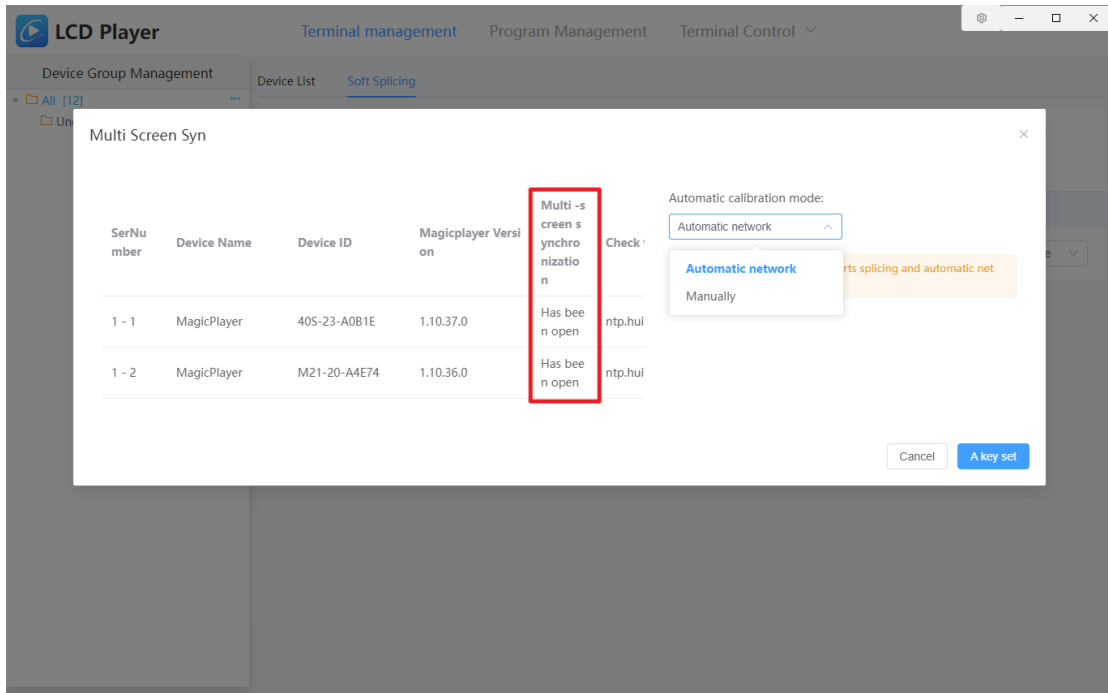 LCD Player
Terminal management Program Management Terminal Control
Device Group Management
Device List Soft Splicing
All [12]
Multi Screen Syn
Automatic calibration mode:
Automatic network
Automatic network
Manually
rts splicing and automatic net
SerNu
mber
Device Name
Device ID
Magicplayer Versi
on
Multi -s
creen s
ynchro
nizatio
n
Check
1 - 1 MagicPlayer 40S-23-A0B1E 1.10.37.0 Has bee
n open ntp.hui
1 - 2 MagicPlayer M21-20-A4E74 1.10.36.0 Has bee
n open ntp.hui
Cancel A key set